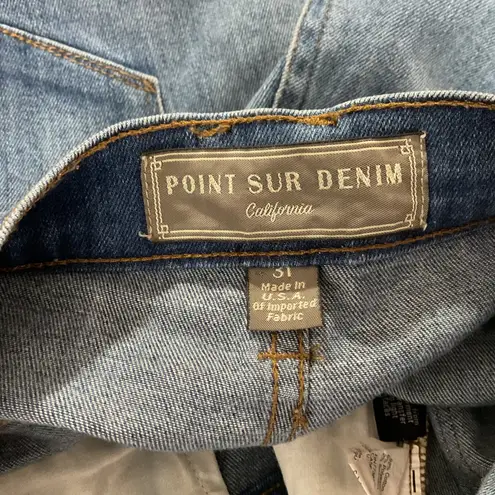 POINT SUR DENIM
California
31
Made in
U.S.A.
Of Imported
Fabric